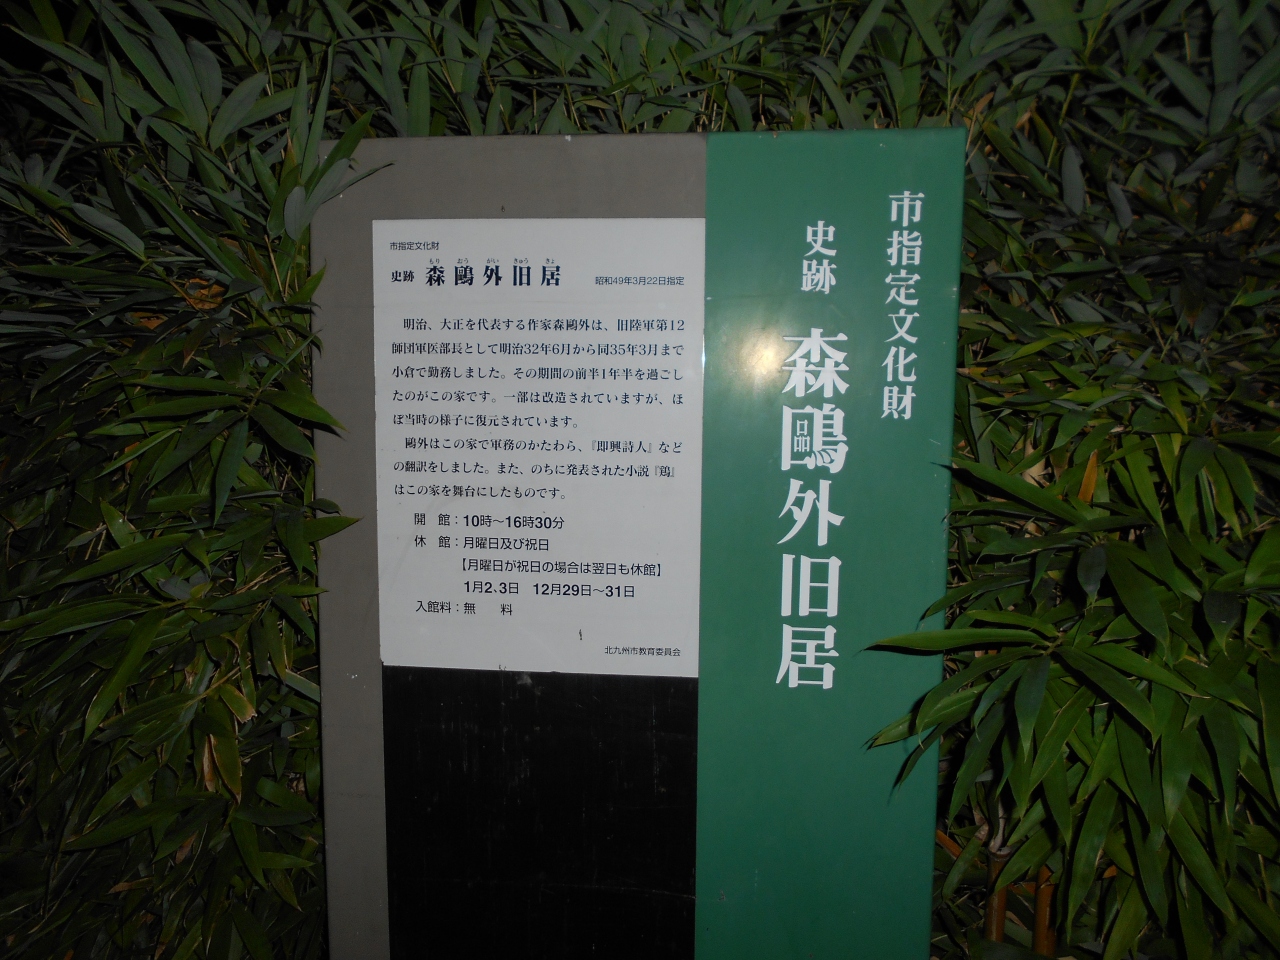 市指定文化財
史跡 森鷗外旧居
市指定文化財
もり おう がい きゅう きょ
史跡 森鷗外旧居 昭和49年3月22日指定
明治、大正を代表する作家森鷗外は、旧陸軍第12
師団軍医部長として明治32年6月から同35年3月まで
小倉で勤務しました。その期間の前半1年半を過ごし
たのがこの家です。一部は改造されていますが、ほ
ぼ当時の様子に復元されています。
鷗外はこの家で軍務のかたわら、『即興詩人』など
の翻訳をしました。また、のちに発表された小説『鶏』
はこの家を舞台にしたものです。
開 館：10時～16時30分
休 館：月曜日及び祝日
【月曜日が祝日の場合は翌日も休館】
1月2、3日 12月29日～31日
入館料：無 料
北九州市教育委員会